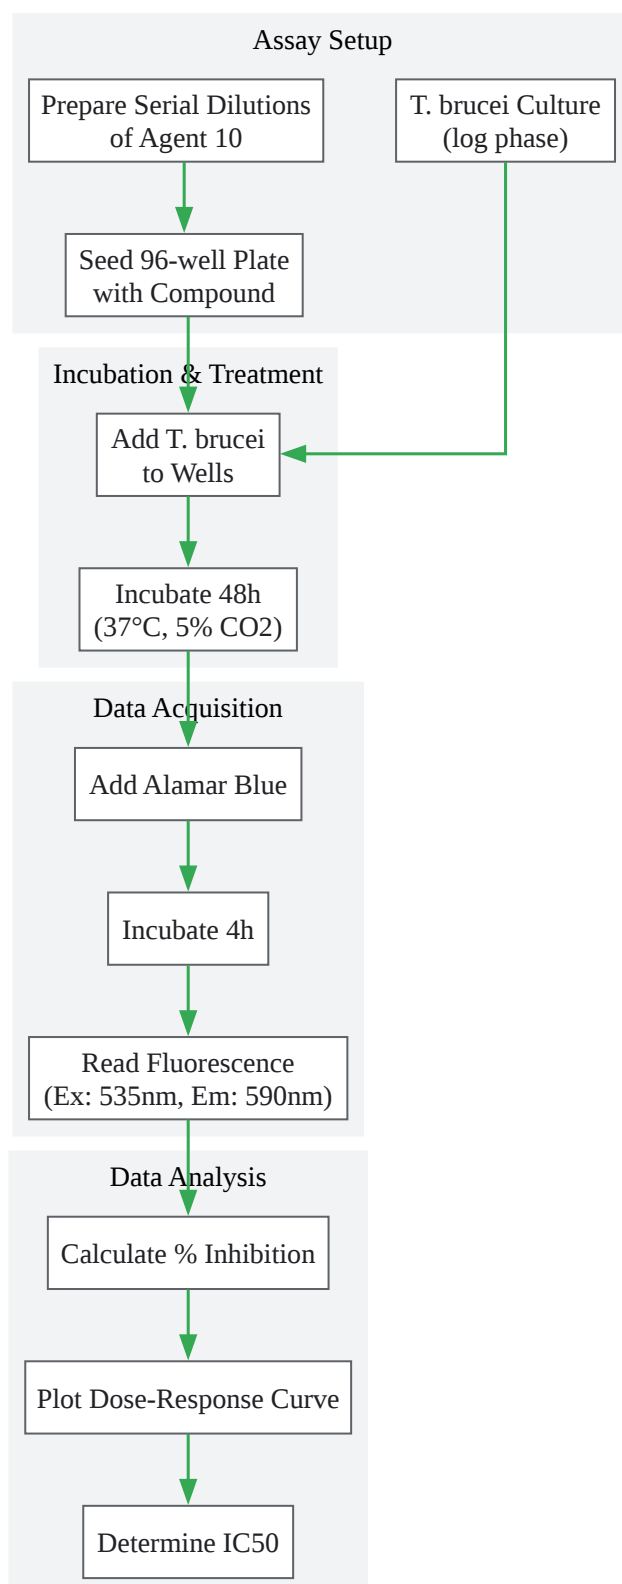 Assay Setup
Prepare Serial Dilutions
of Agent 10
T. brucei Culture
(log phase)
Seed 96-well Plate
with Compound
Incubation & Treatment
Add T. brucei
to Wells
Incubate 48h
(37°C, 5% CO2)
Data Acquisition
Add Alamar Blue
Incubate 4h
Read Fluorescence
(Ex: 535nm, Em: 590nm)
Data Analysis
Calculate % Inhibition
Plot Dose-Response Curve
Determine IC50